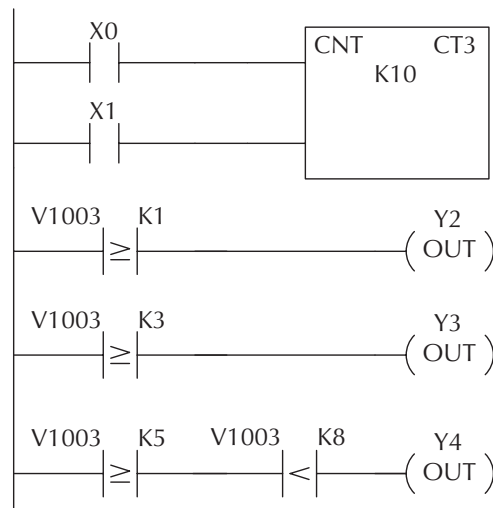 X0
CNT CT3
K10
X1
V1003 K1 Y2
≥ OUT
V1003 K3 Y3
≥ OUT
V1003 K5 V1003 K8 Y4
≥ < OUT